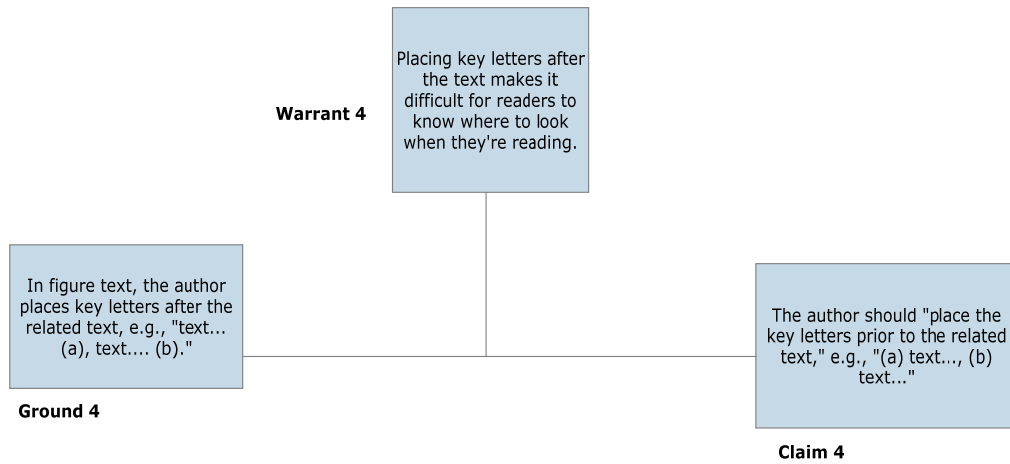 Placing key letters after
the text makes it
difficult for readers to
know where to look
when they're reading.
Warrant 4
In figure text, the author
places key letters after the
related text, e.g., "text...
(a), text.... (b)."
Ground 4
The author should "place the
key letters prior to the related
text," e.g., "(a) text..., (b)
text..."
Claim 4